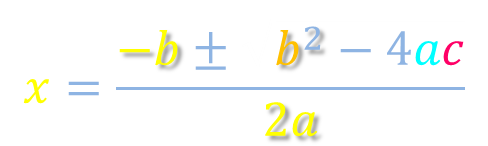 x = (−b ± b² − 4ac) / 2a